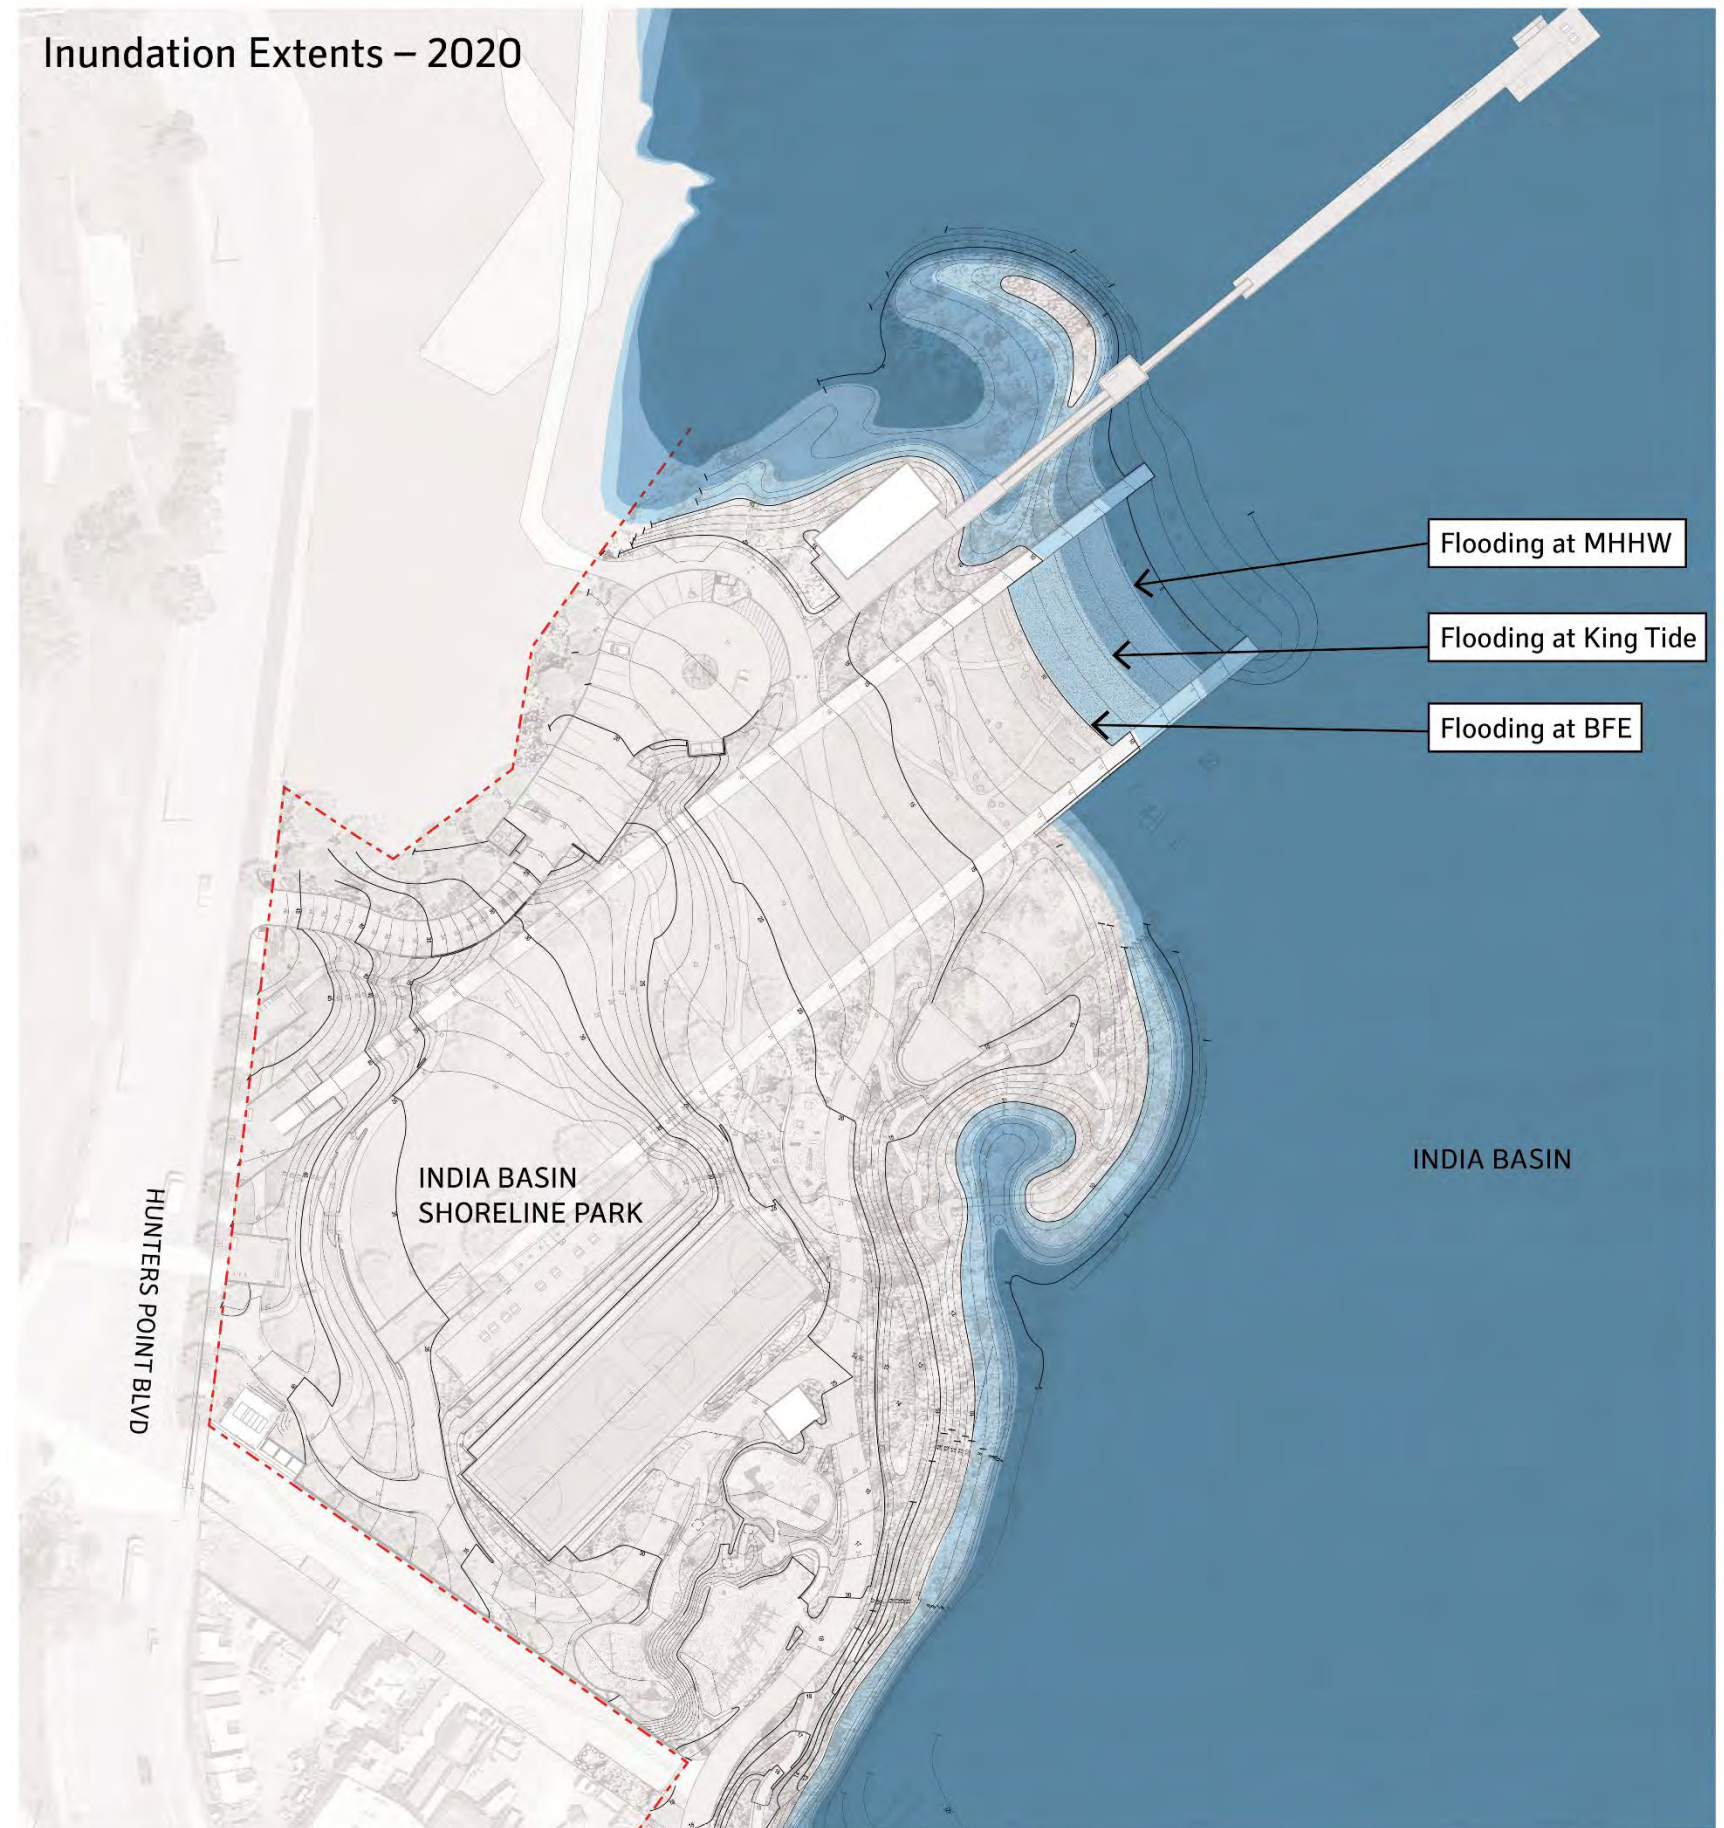 Inundation Extents – 2020
Flooding at MHHW
Flooding at King Tide
Flooding at BFE
INDIA BASIN
INDIA BASIN
SHORELINE PARK
HUNTERS POINT BLVD